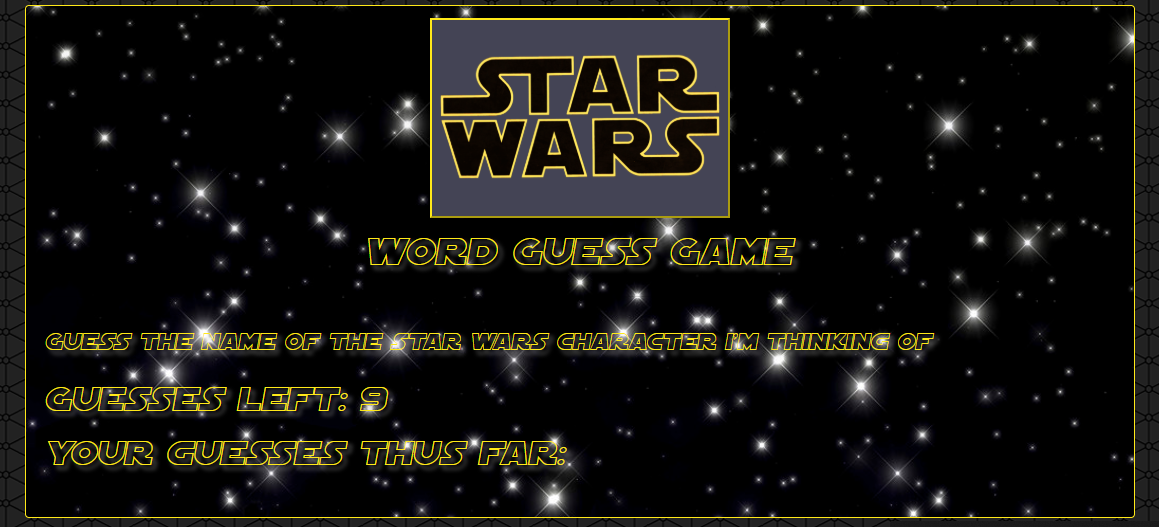 STAR
WARS
WORD GUESS GAME
GUESS THE NAME OF THE STAR WARS CHARACTER I'M THINKING OF
GUESSES LEFT: 9
YOUR GUESSES THUS FAR: